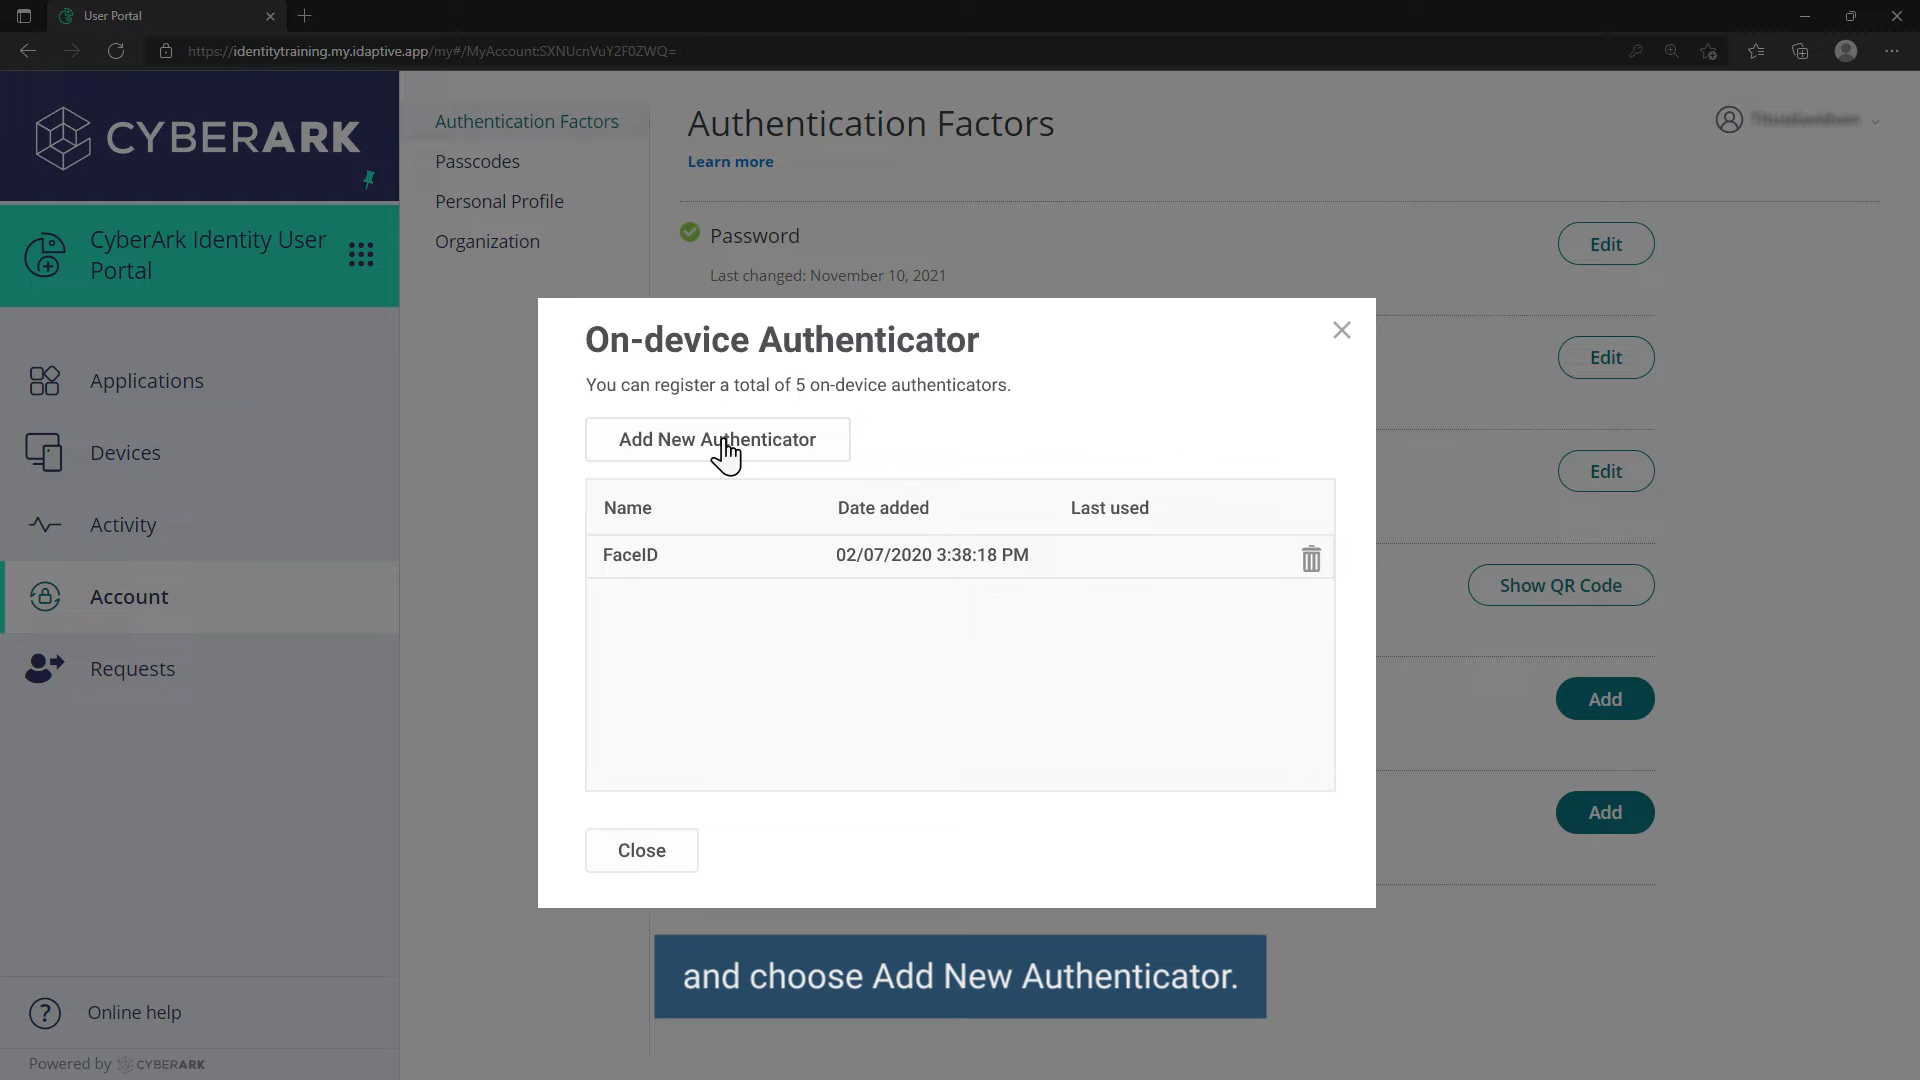 User Portal
https://identitytraining.my.idaptive.app/my#/MyAccount:SXNUcnVuY2F0ZWQ=
CYBERARK
CyberArk Identity User
Portal
Applications
Devices
Activity
Account
Requests
Online help
Powered by CYBERARK
Authentication Factors
Passcodes
Personal Profile
Organization
Authentication Factors
Learn more
Password
Last changed: November 10, 2021
Edit
Edit
Edit
Show QR Code
Add
Add
On-device Authenticator
You can register a total of 5 on-device authenticators.
Add New Authenticator
Name Date added Last used
FaceID 02/07/2020 3:38:18 PM
Close
and choose Add New Authenticator.